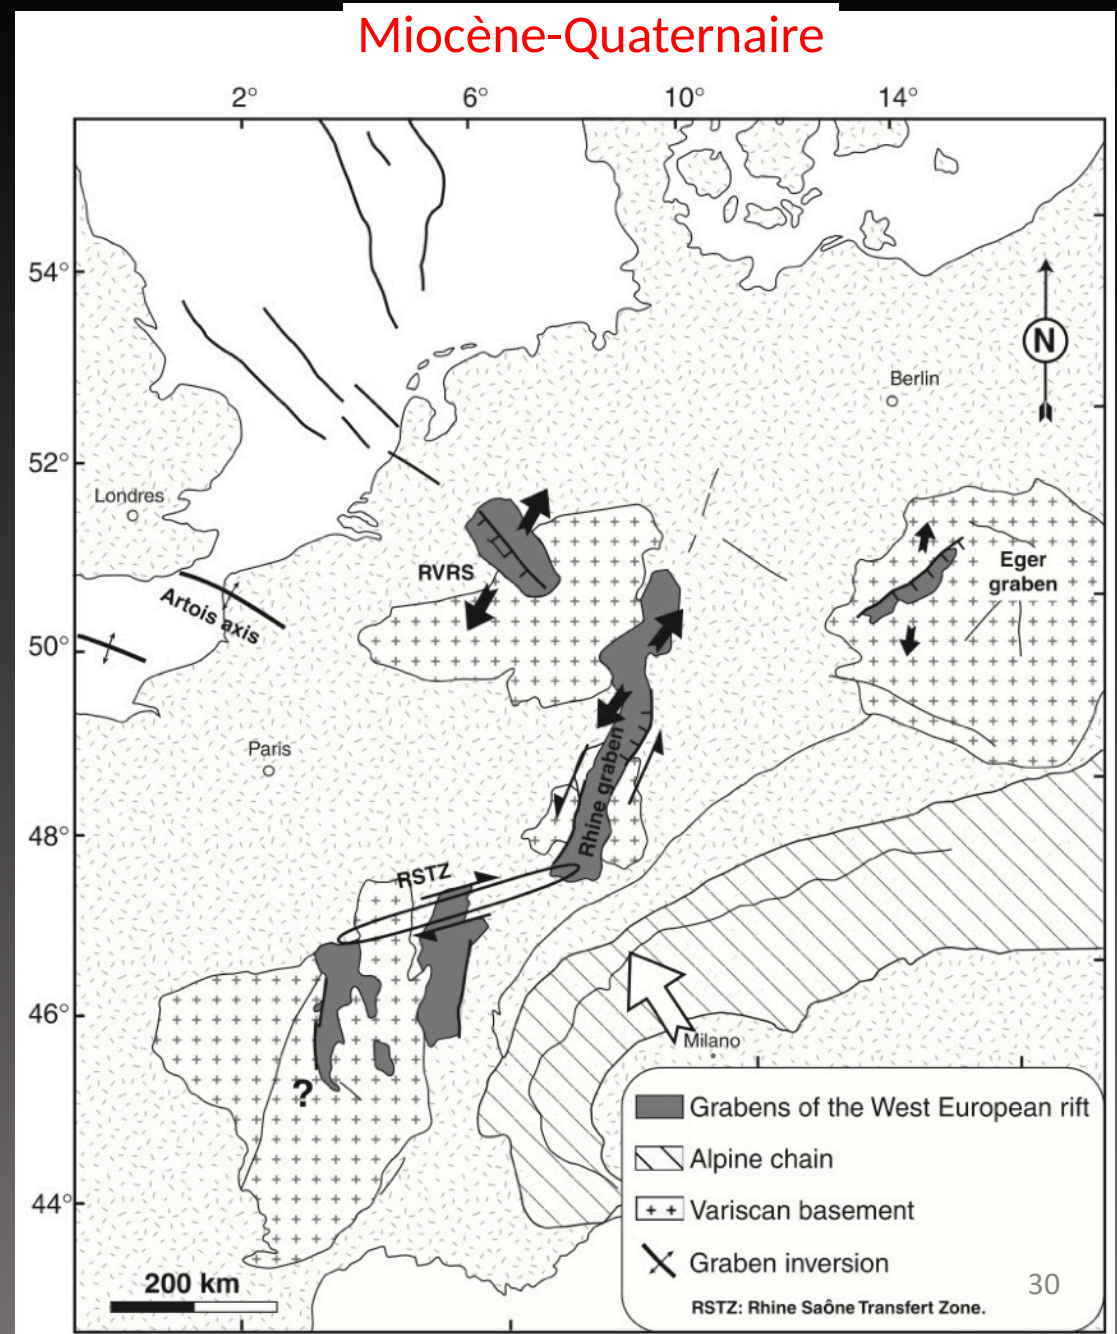 Miocène-Quaternaire
2° 6° 10° 14°
54°
N
Berlin
52°
Londres
RVRS
Eger
graben
Artois axis
50°
Paris
Rhine graben
48°
RSTZ
46°
Milano
?
Grabens of the West European rift
Alpine chain
44°
Variscan basement
Graben inversion
30
200 km
RSTZ: Rhine Saône Transfert Zone.